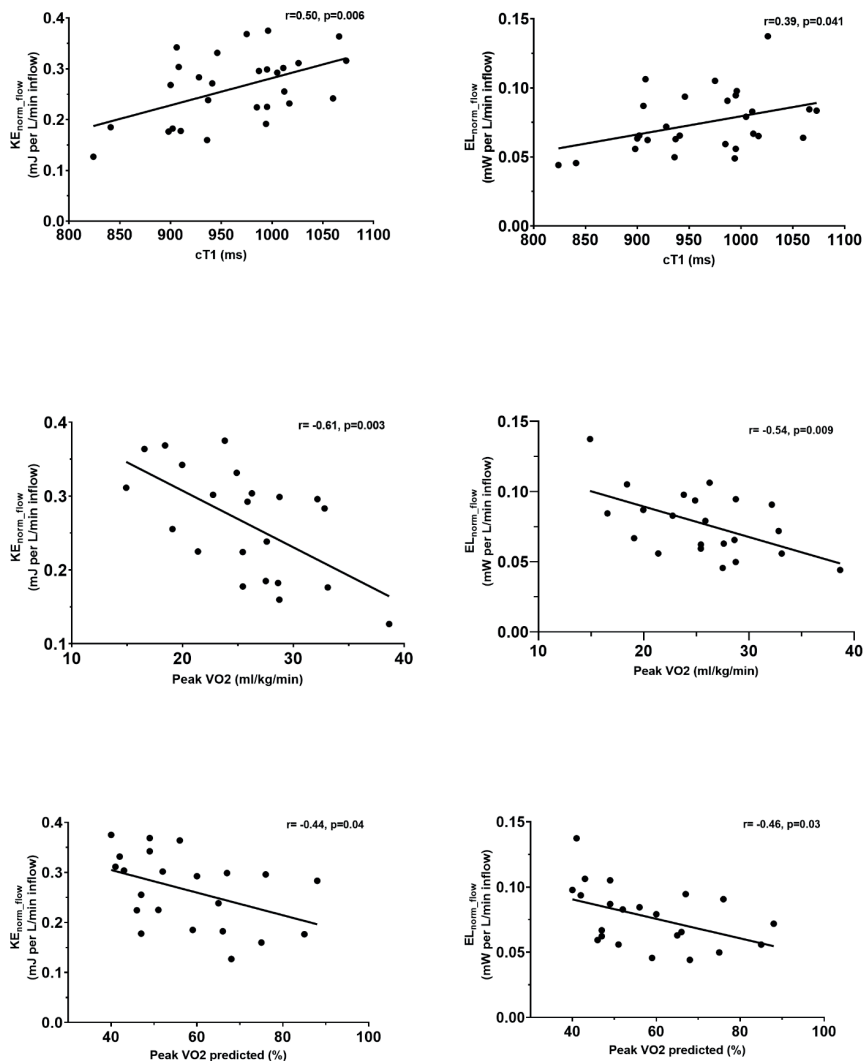 r=0.50, p=0.006
KEnorm_flow
(mJ per L/min inflow)
0.4
0.3
0.2
0.1
0.0
800 850 900 950 1000 1050 1100
cT1 (ms)
r=0.39, p=0.041
ELnorm_flow
(mW per L/min inflow)
0.15
0.10
0.05
0.00
800 850 900 950 1000 1050 1100
cT1 (ms)
r= -0.61, p=0.003
KEnorm_flow
(mJ per L/min inflow)
0.4
0.3
0.2
0.1
10 20 30 40
Peak VO2 (ml/kg/min)
r= -0.54, p=0.009
ELnorm_flow
(mW per L/min inflow)
0.15
0.10
0.05
0.00
10 20 30 40
Peak VO2 (ml/kg/min)
r= -0.44, p=0.04
KEnorm_flow
(mJ per L/min inflow)
0.4
0.3
0.2
0.1
0.0
40 60 80 100
Peak VO2 predicted (%)
r= -0.46, p=0.03
ELnorm_flow
(mW per L/min inflow)
0.15
0.10
0.05
0.00
40 60 80 100
Peak VO2 predicted (%)